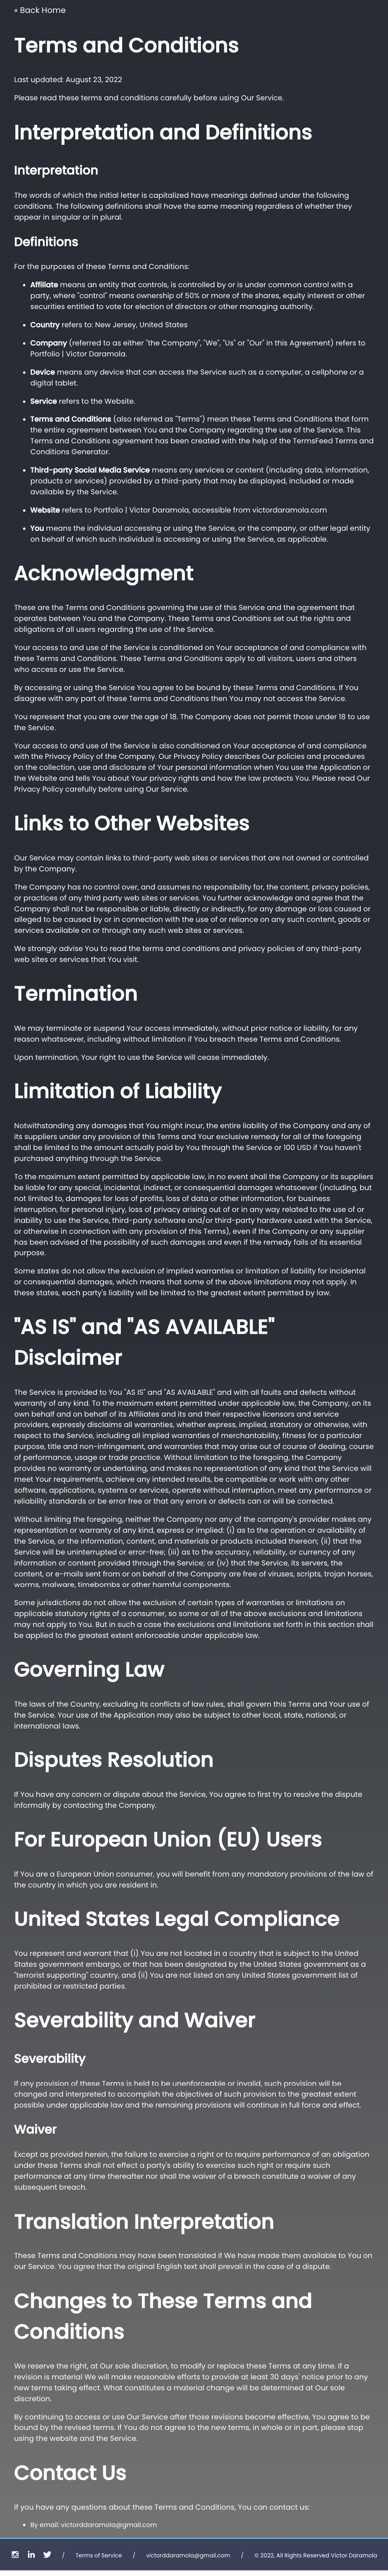 « Back Home
Terms and Conditions
Last updated: August 23, 2022
Please read these terms and conditions carefully before using Our Service.
Interpretation and Definitions
Interpretation
The words of which the initial letter is capitalized have meanings defined under the following
conditions. The following definitions shall have the same meaning regardless of whether they
appear in singular or in plural.
Definitions
For the purposes of these Terms and Conditions:
• Affiliate means an entity that controls, is controlled by or is under common control with a
party, where "control" means ownership of 50% or more of the shares, equity interest or other
securities entitled to vote for election of directors or other managing authority.
• Country refers to: New Jersey, United States
• Company (referred to as either "the Company", "We", "Us" or "Our" in this Agreement) refers to
Portfolio | Victor Daramola.
• Device means any device that can access the Service such as a computer, a cellphone or a
digital tablet.
• Service refers to the Website.
• Terms and Conditions (also referred as "Terms") mean these Terms and Conditions that form
the entire agreement between You and the Company regarding the use of the Service. This
Terms and Conditions agreement has been created with the help of the TermsFeed Terms and
Conditions Generator.
• Third-party Social Media Service means any services or content (including data, information,
products or services) provided by a third-party that may be displayed, included or made
available by the Service.
• Website refers to Portfolio | Victor Daramola, accessible from victordaramola.com
• You means the individual accessing or using the Service, or the company, or other legal entity
on behalf of which such individual is accessing or using the Service, as applicable.
Acknowledgment
These are the Terms and Conditions governing the use of this Service and the agreement that
operates between You and the Company. These Terms and Conditions set out the rights and
obligations of all users regarding the use of the Service.
Your access to and use of the Service is conditioned on Your acceptance of and compliance with
these Terms and Conditions. These Terms and Conditions apply to all visitors, users and others
who access or use the Service.
By accessing or using the Service You agree to be bound by these Terms and Conditions. If You
disagree with any part of these Terms and Conditions then You may not access the Service.
You represent that you are over the age of 18. The Company does not permit those under 18 to use
the Service.
Your access to and use of the Service is also conditioned on Your acceptance of and compliance
with the Privacy Policy of the Company. Our Privacy Policy describes Our policies and procedures
on the collection, use and disclosure of Your personal information when You use the Application or
the Website and tells You about Your privacy rights and how the law protects You. Please read Our
Privacy Policy carefully before using Our Service.
Links to Other Websites
Our Service may contain links to third-party web sites or services that are not owned or controlled
by the Company.
The Company has no control over, and assumes no responsibility for, the content, privacy policies,
or practices of any third party web sites or services. You further acknowledge and agree that the
Company shall not be responsible or liable, directly or indirectly, for any damage or loss caused or
alleged to be caused by or in connection with the use of or reliance on any such content, goods or
services available on or through any such web sites or services.
We strongly advise You to read the terms and conditions and privacy policies of any third-party
web sites or services that You visit.
Termination
We may terminate or suspend Your access immediately, without prior notice or liability, for any
reason whatsoever, including without limitation if You breach these Terms and Conditions.
Upon termination, Your right to use the Service will cease immediately.
Limitation of Liability
Notwithstanding any damages that You might incur, the entire liability of the Company and any of
its suppliers under any provision of this Terms and Your exclusive remedy for all of the foregoing
shall be limited to the amount actually paid by You through the Service or 100 USD if You haven't
purchased anything through the Service.
To the maximum extent permitted by applicable law, in no event shall the Company or its suppliers
be liable for any special, incidental, indirect, or consequential damages whatsoever (including, but
not limited to, damages for loss of profits, loss of data or other information, for business
interruption, for personal injury, loss of privacy arising out of or in any way related to the use of or
inability to use the Service, third-party software and/or third-party hardware used with the Service,
or otherwise in connection with any provision of this Terms), even if the Company or any supplier
has been advised of the possibility of such damages and even if the remedy fails of its essential
purpose.
Some states do not allow the exclusion of implied warranties or limitation of liability for incidental
or consequential damages, which means that some of the above limitations may not apply. In
these states, each party's liability will be limited to the greatest extent permitted by law.
"AS IS" and "AS AVAILABLE"
Disclaimer
The Service is provided to You "AS IS" and "AS AVAILABLE" and with all faults and defects without
warranty of any kind. To the maximum extent permitted under applicable law, the Company, on its
own behalf and on behalf of its Affiliates and its and their respective licensors and service
providers, expressly disclaims all warranties, whether express, implied, statutory or otherwise, with
respect to the Service, including all implied warranties of merchantability, fitness for a particular
purpose, title and non-infringement, and warranties that may arise out of course of dealing, course
of performance, usage or trade practice. Without limitation to the foregoing, the Company
provides no warranty or undertaking, and makes no representation of any kind that the Service will
meet Your requirements, achieve any intended results, be compatible or work with any other
software, applications, systems or services, operate without interruption, meet any performance or
reliability standards or be error free or that any errors or defects can or will be corrected.
Without limiting the foregoing, neither the Company nor any of the company's provider makes any
representation or warranty of any kind, express or implied: (i) as to the operation or availability of
the Service, or the information, content, and materials or products included thereon; (ii) that the
Service will be uninterrupted or error-free; (iii) as to the accuracy, reliability, or currency of any
information or content provided through the Service; or (iv) that the Service, its servers, the
content, or e-mails sent from or on behalf of the Company are free of viruses, scripts, trojan horses,
worms, malware, timebombs or other harmful components.
Some jurisdictions do not allow the exclusion of certain types of warranties or limitations on
applicable statutory rights of a consumer, so some or all of the above exclusions and limitations
may not apply to You. But in such a case the exclusions and limitations set forth in this section shall
be applied to the greatest extent enforceable under applicable law.
Governing Law
The laws of the Country, excluding its conflicts of law rules, shall govern this Terms and Your use of
the Service. Your use of the Application may also be subject to other local, state, national, or
international laws.
Disputes Resolution
If You have any concern or dispute about the Service, You agree to first try to resolve the dispute
informally by contacting the Company.
For European Union (EU) Users
If You are a European Union consumer, you will benefit from any mandatory provisions of the law of
the country in which you are resident in.
United States Legal Compliance
You represent and warrant that (i) You are not located in a country that is subject to the United
States government embargo, or that has been designated by the United States government as a
"terrorist supporting" country, and (ii) You are not listed on any United States government list of
prohibited or restricted parties.
Severability and Waiver
Severability
If any provision of these Terms is held to be unenforceable or invalid, such provision will be
changed and interpreted to accomplish the objectives of such provision to the greatest extent
possible under applicable law and the remaining provisions will continue in full force and effect.
Waiver
Except as provided herein, the failure to exercise a right or to require performance of an obligation
under these Terms shall not effect a party's ability to exercise such right or require such
performance at any time thereafter nor shall the waiver of a breach constitute a waiver of any
subsequent breach.
Translation Interpretation
These Terms and Conditions may have been translated if We have made them available to You on
our Service. You agree that the original English text shall prevail in the case of a dispute.
Changes to These Terms and
Conditions
We reserve the right, at Our sole discretion, to modify or replace these Terms at any time. If a
revision is material We will make reasonable efforts to provide at least 30 days' notice prior to any
new terms taking effect. What constitutes a material change will be determined at Our sole
discretion.
By continuing to access or use Our Service after those revisions become effective, You agree to be
bound by the revised terms. If You do not agree to the new terms, in whole or in part, please stop
using the website and the Service.
Contact Us
If you have any questions about these Terms and Conditions, You can contact us:
• By email: victorddaramola@gmail.com
/ Terms of Service / victorddaramola@gmail.com / © 2022, All Rights Reserved Victor Daramola